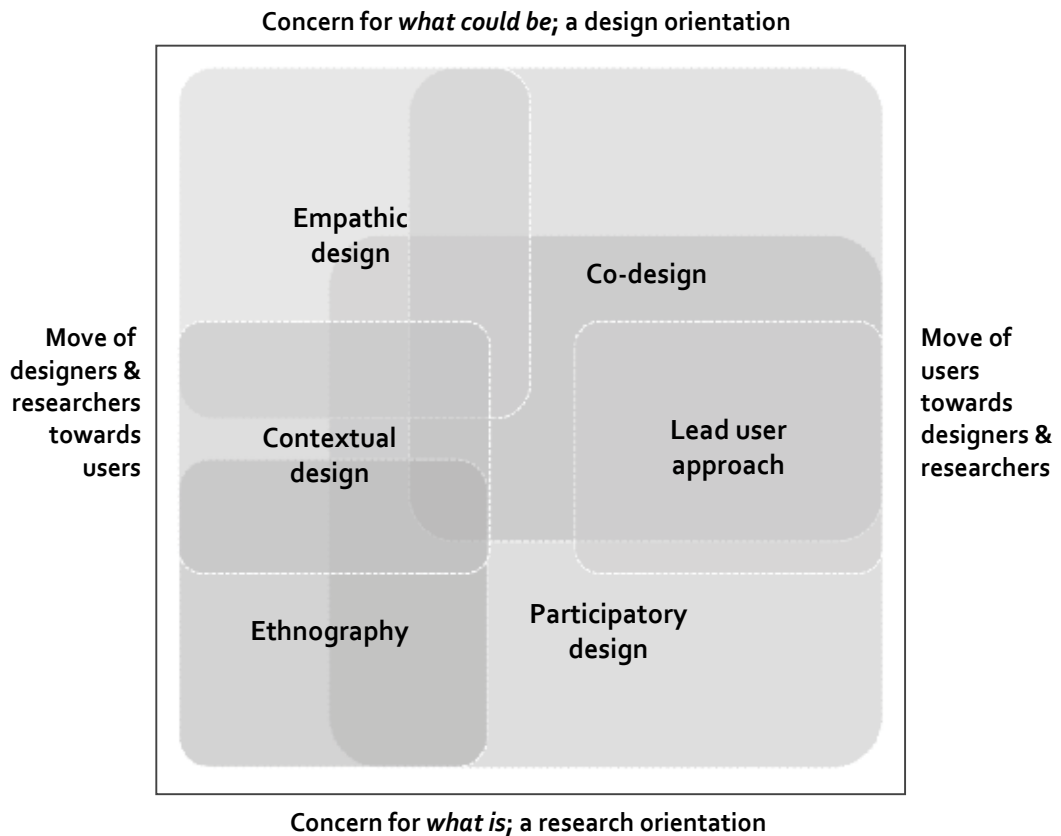 Concern for what could be; a design orientation
Empathic
design
Co-design
Move of
designers &
researchers
towards
users
Move of
users
towards
designers &
researchers
Contextual
design
Lead user
approach
Ethnography
Participatory
design
Concern for what is; a research orientation